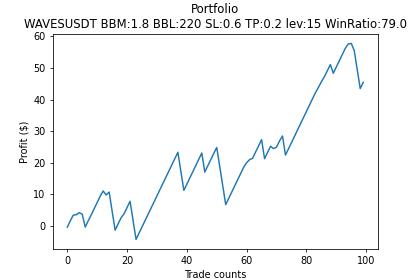 Portfolio
WAVESUSDT BBM:1.8 BBL:220 SL:0.6 TP:0.2 lev:15 WinRatio:79.0
60
50
40
30
20
10
0
Profit ($)
0 20 40 60 80 100
Trade counts